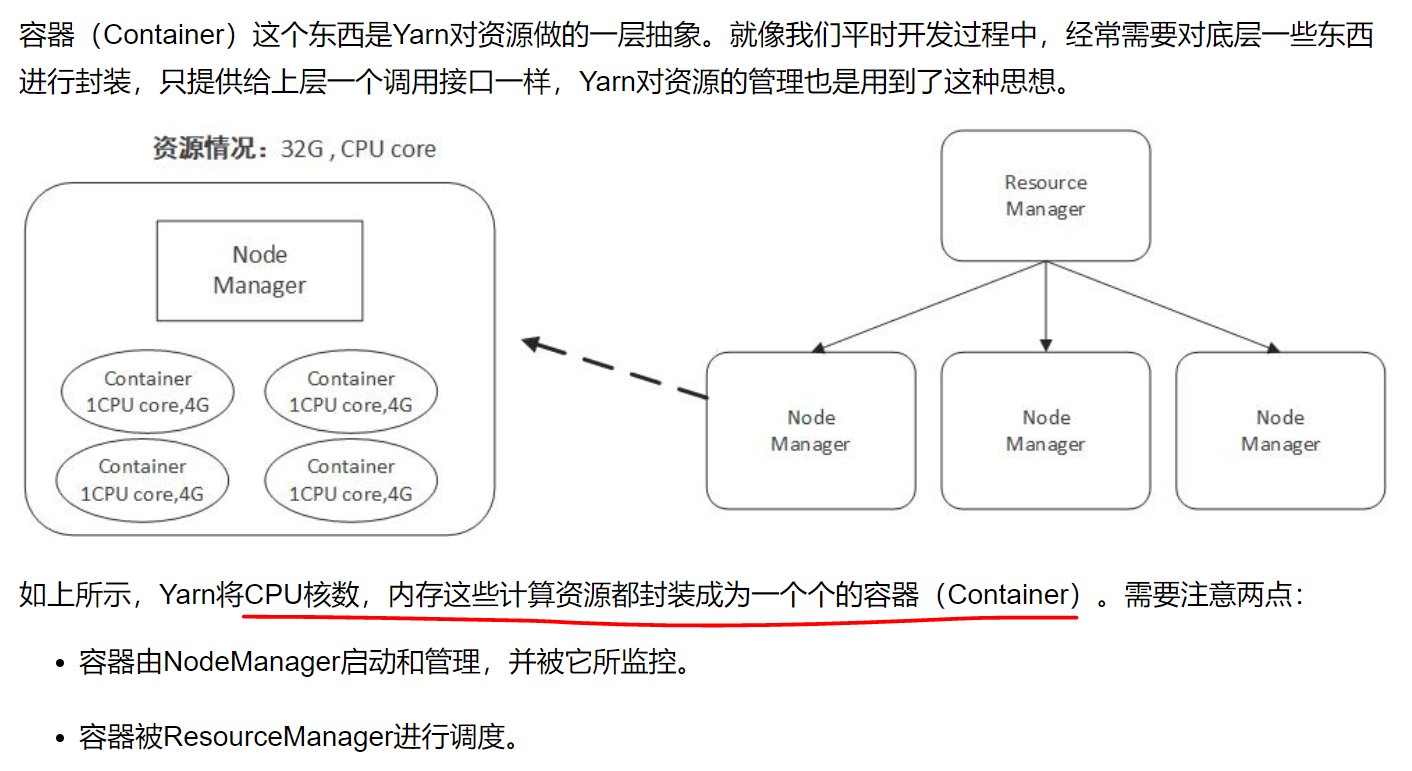 容器（Container）这个东西是Yarn对资源做的一层抽象。就像我们平时开发过程中，经常需要对底层一些东西
进行封装，只提供给上层一个调用接口一样，Yarn对资源的管理也是用到了这种思想。
资源情况：32G , CPU core
Node
Manager
Container
1CPU core,4G
Container
1CPU core,4G
Container
1CPU core,4G
Container
1CPU core,4G
Resource
Manager
Node
Manager
Node
Manager
Node
Manager
如上所示，Yarn将CPU核数，内存这些计算资源都封装成为一个个的容器（Container）。需要注意两点：
• 容器由NodeManager启动和管理，并被它所监控。
• 容器被ResourceManager进行调度。